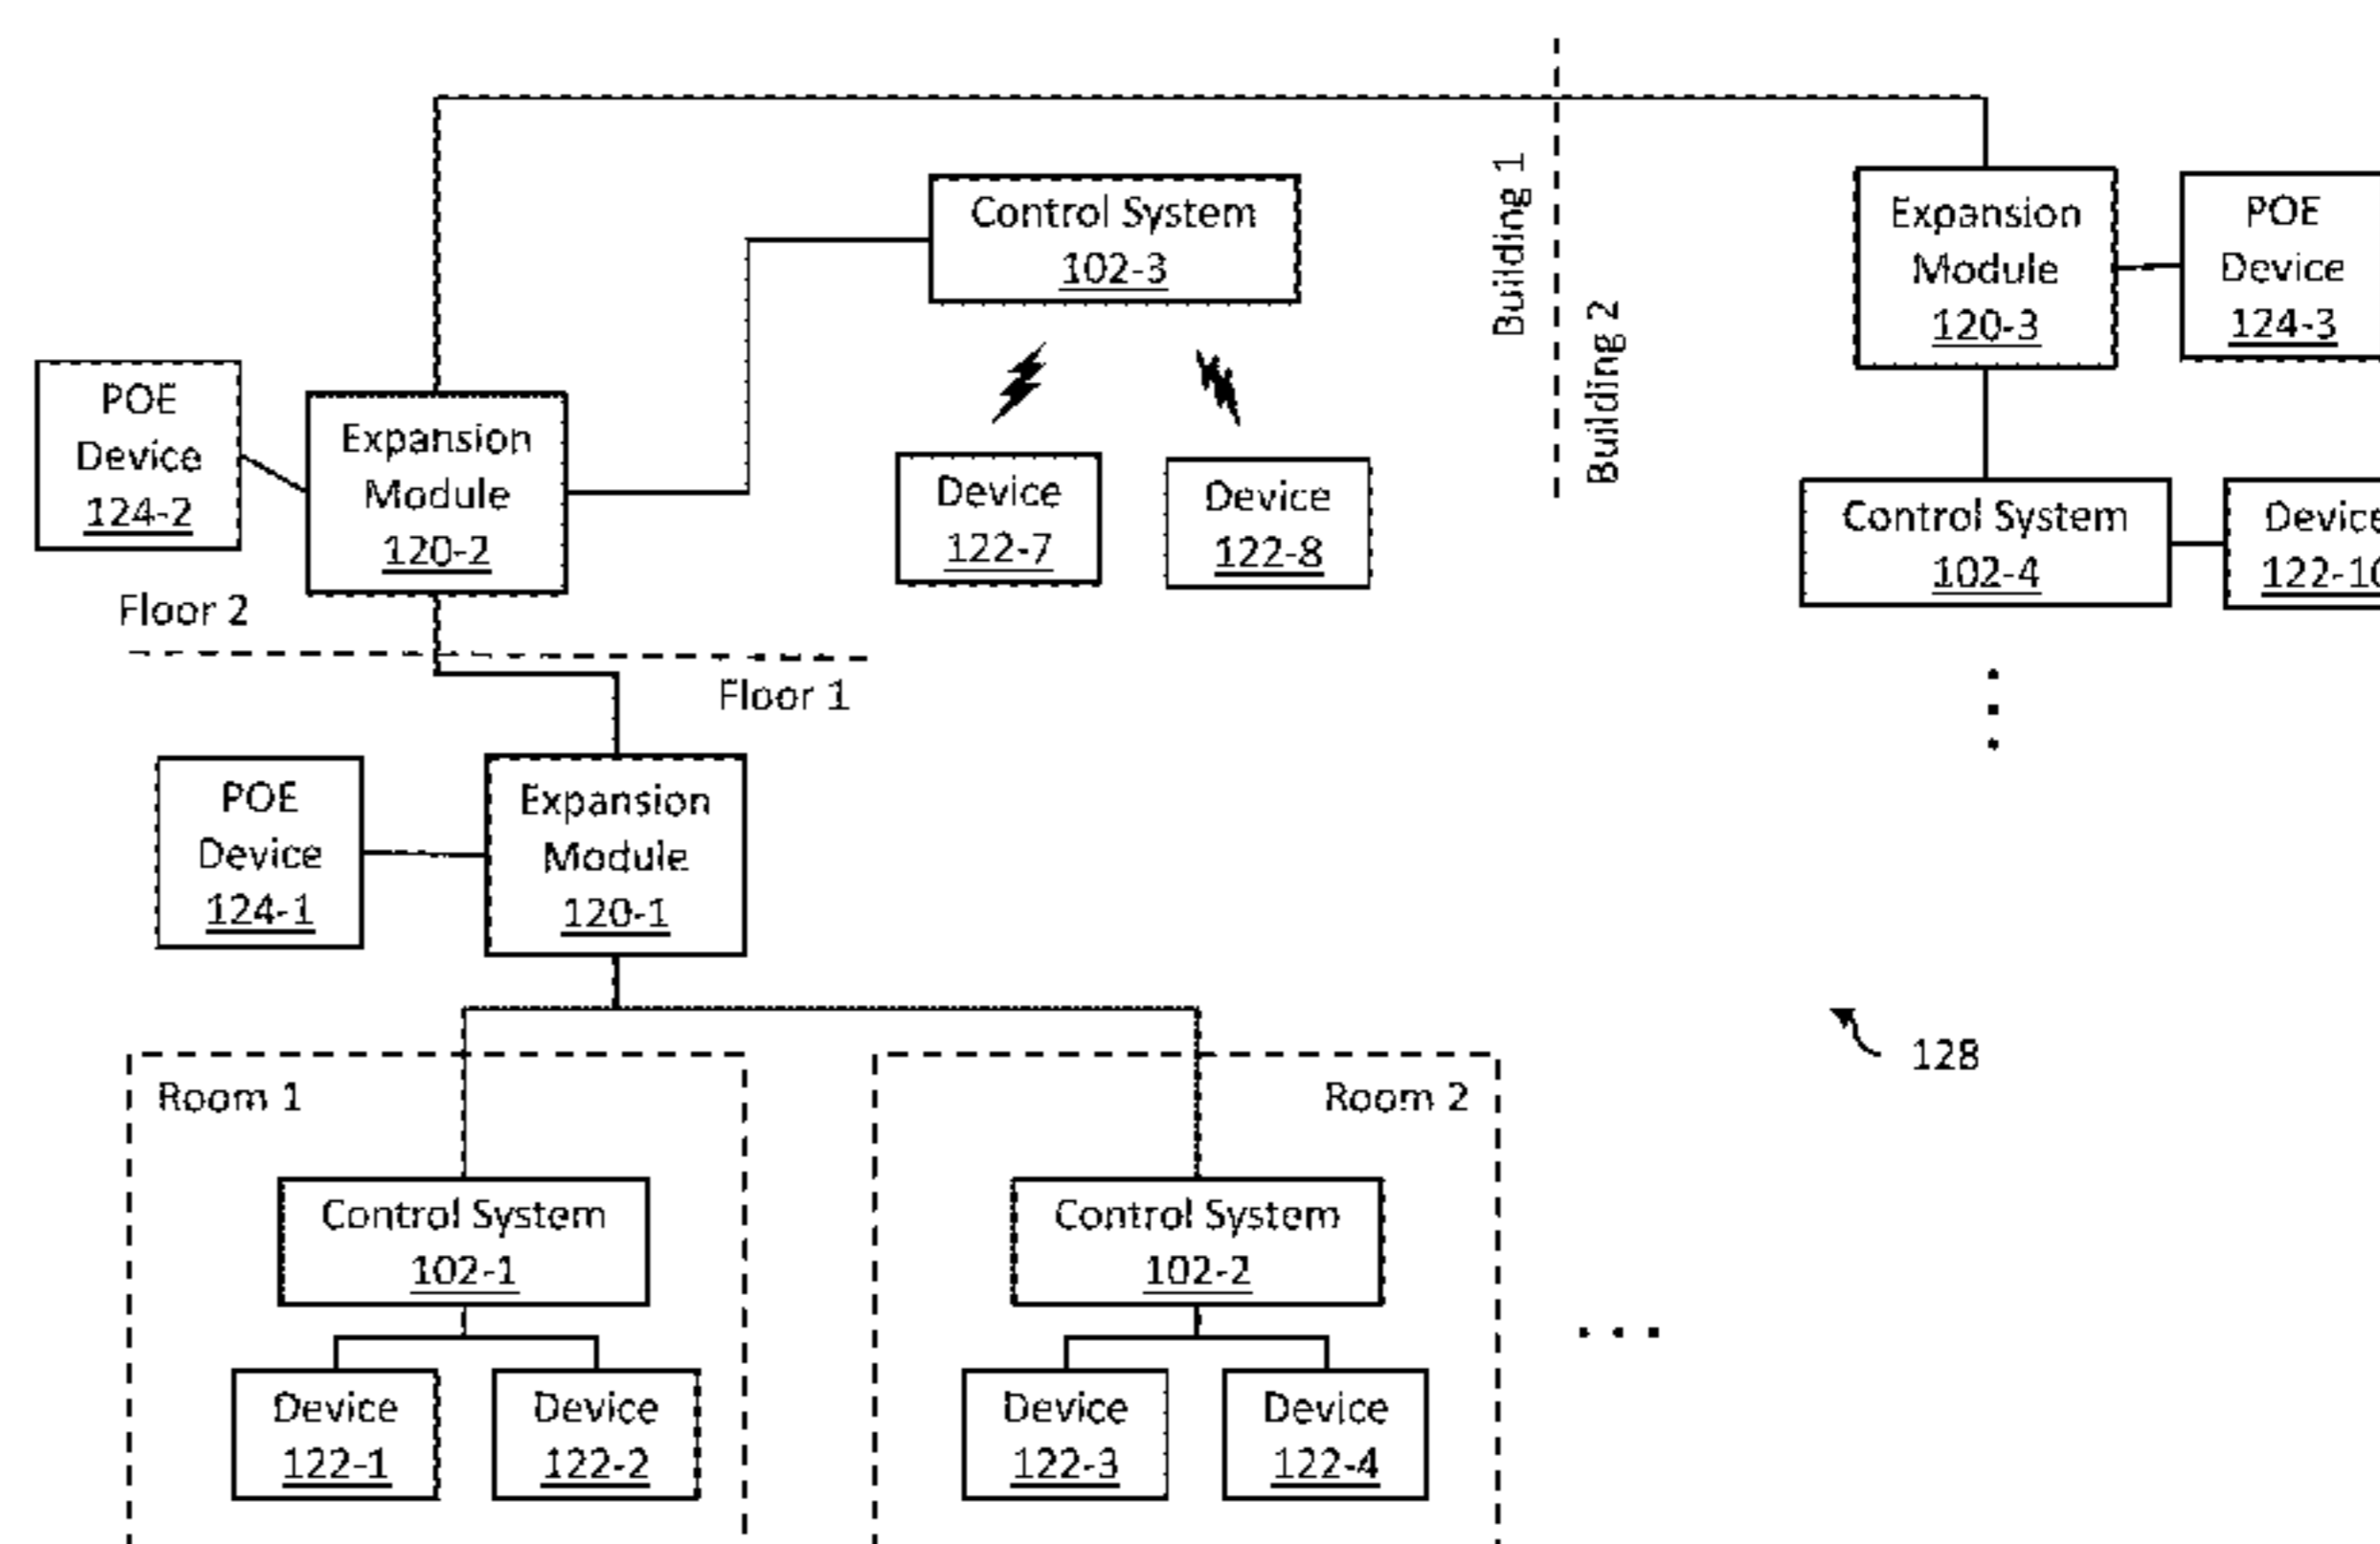 Control System
102-3
Building 1
Building 2
Expansion
Module
120-3
POE
Device
124-3
POE
Device
124-2
Expansion
Module
120-2
Device
122-7
Device
122-8
Control System
102-4
Device
Floor 2
Floor 1
POE
Device
124-1
Expansion
Module
120-1
128
Room 1
Room 2
Control System
102-1
Control System
102-2
Device
122-1
Device
122-2
Device
122-3
Device
122-4